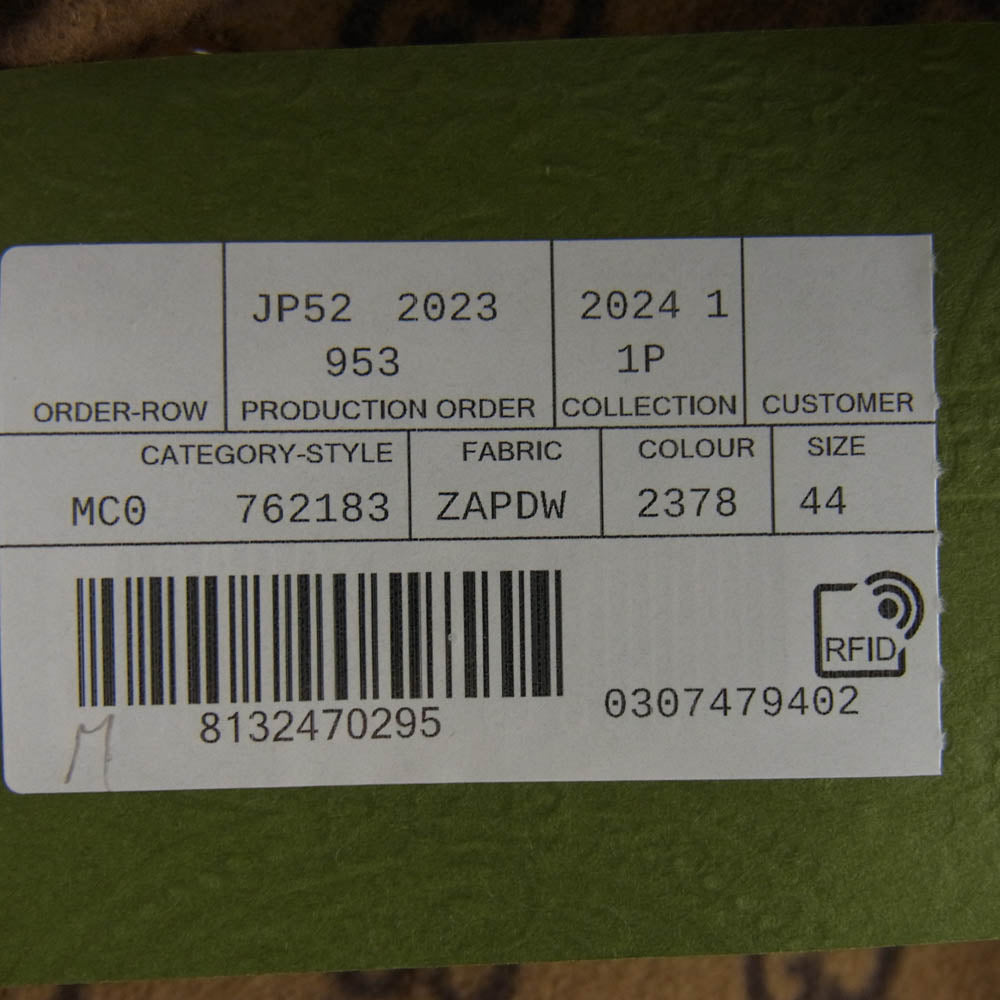 JP52 2023
2024 1
953
1P
ORDER-ROW
PRODUCTION ORDER
COLLECTION
CUSTOMER
CATEGORY-STYLE
FABRIC
COLOUR
SIZE
MC0 762183
ZAPDW
2378
44
RFID
8132470295
0307479402
M